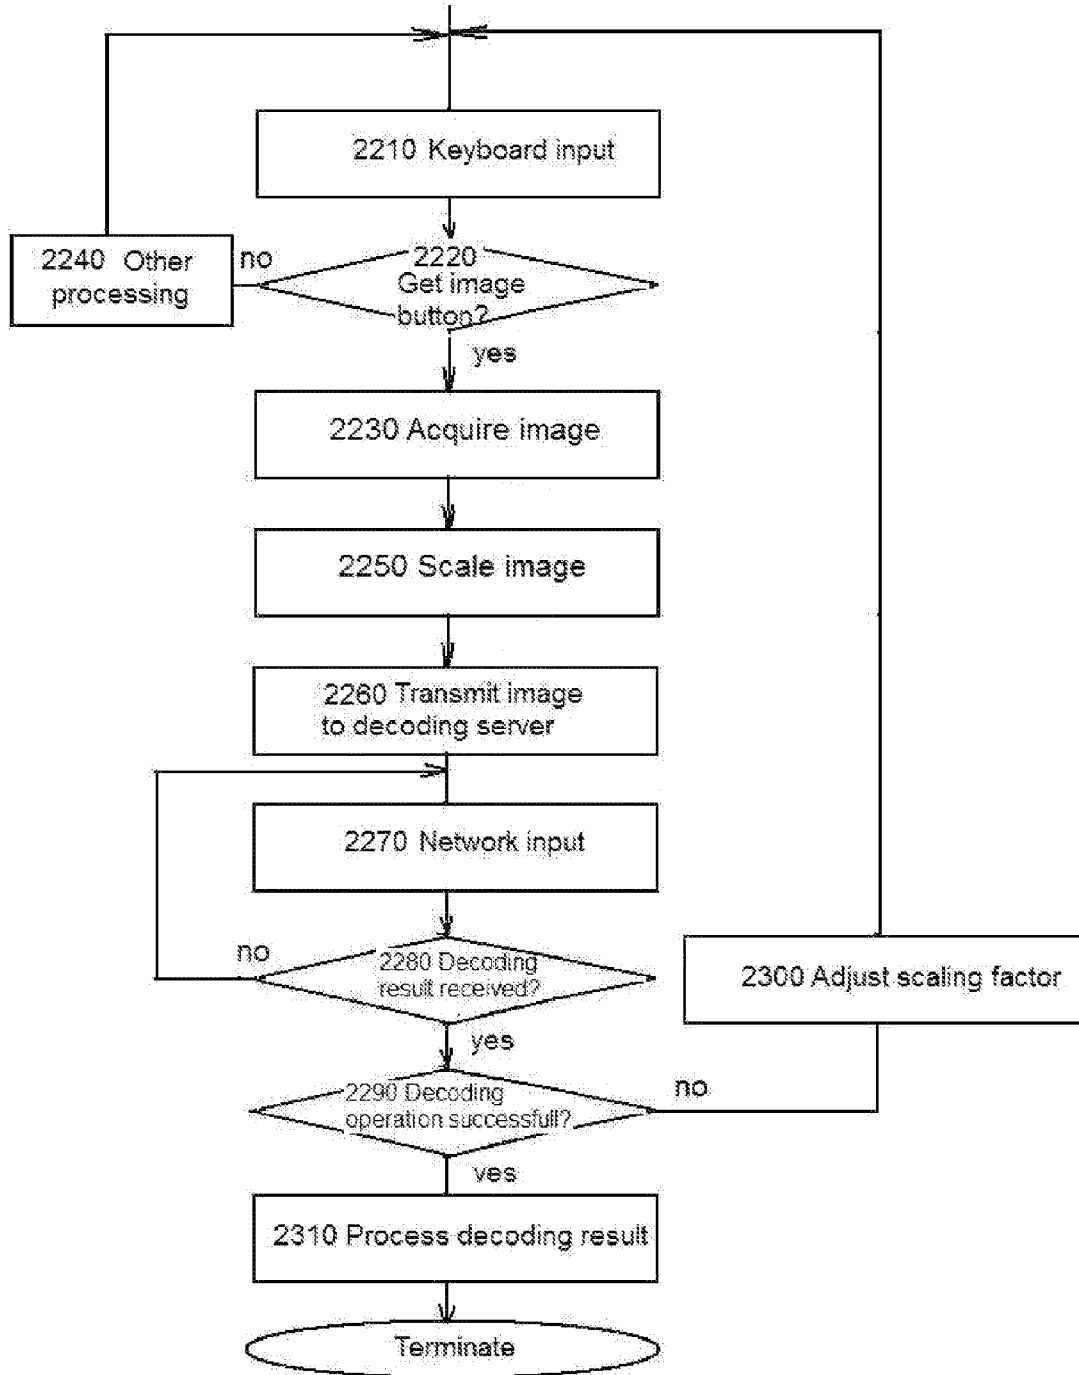 2210 Keyboard input
2240 Other
processing
no
2220
Get image
button?
yes
2230 Acquire image
2250 Scale image
2260 Transmit image
to decoding server
2270 Network input
no
2280 Decoding
result received?
2300 Adjust scaling factor
yes
2290 Decoding
operation successfull?
no
yes
2310 Process decoding result
Terminate